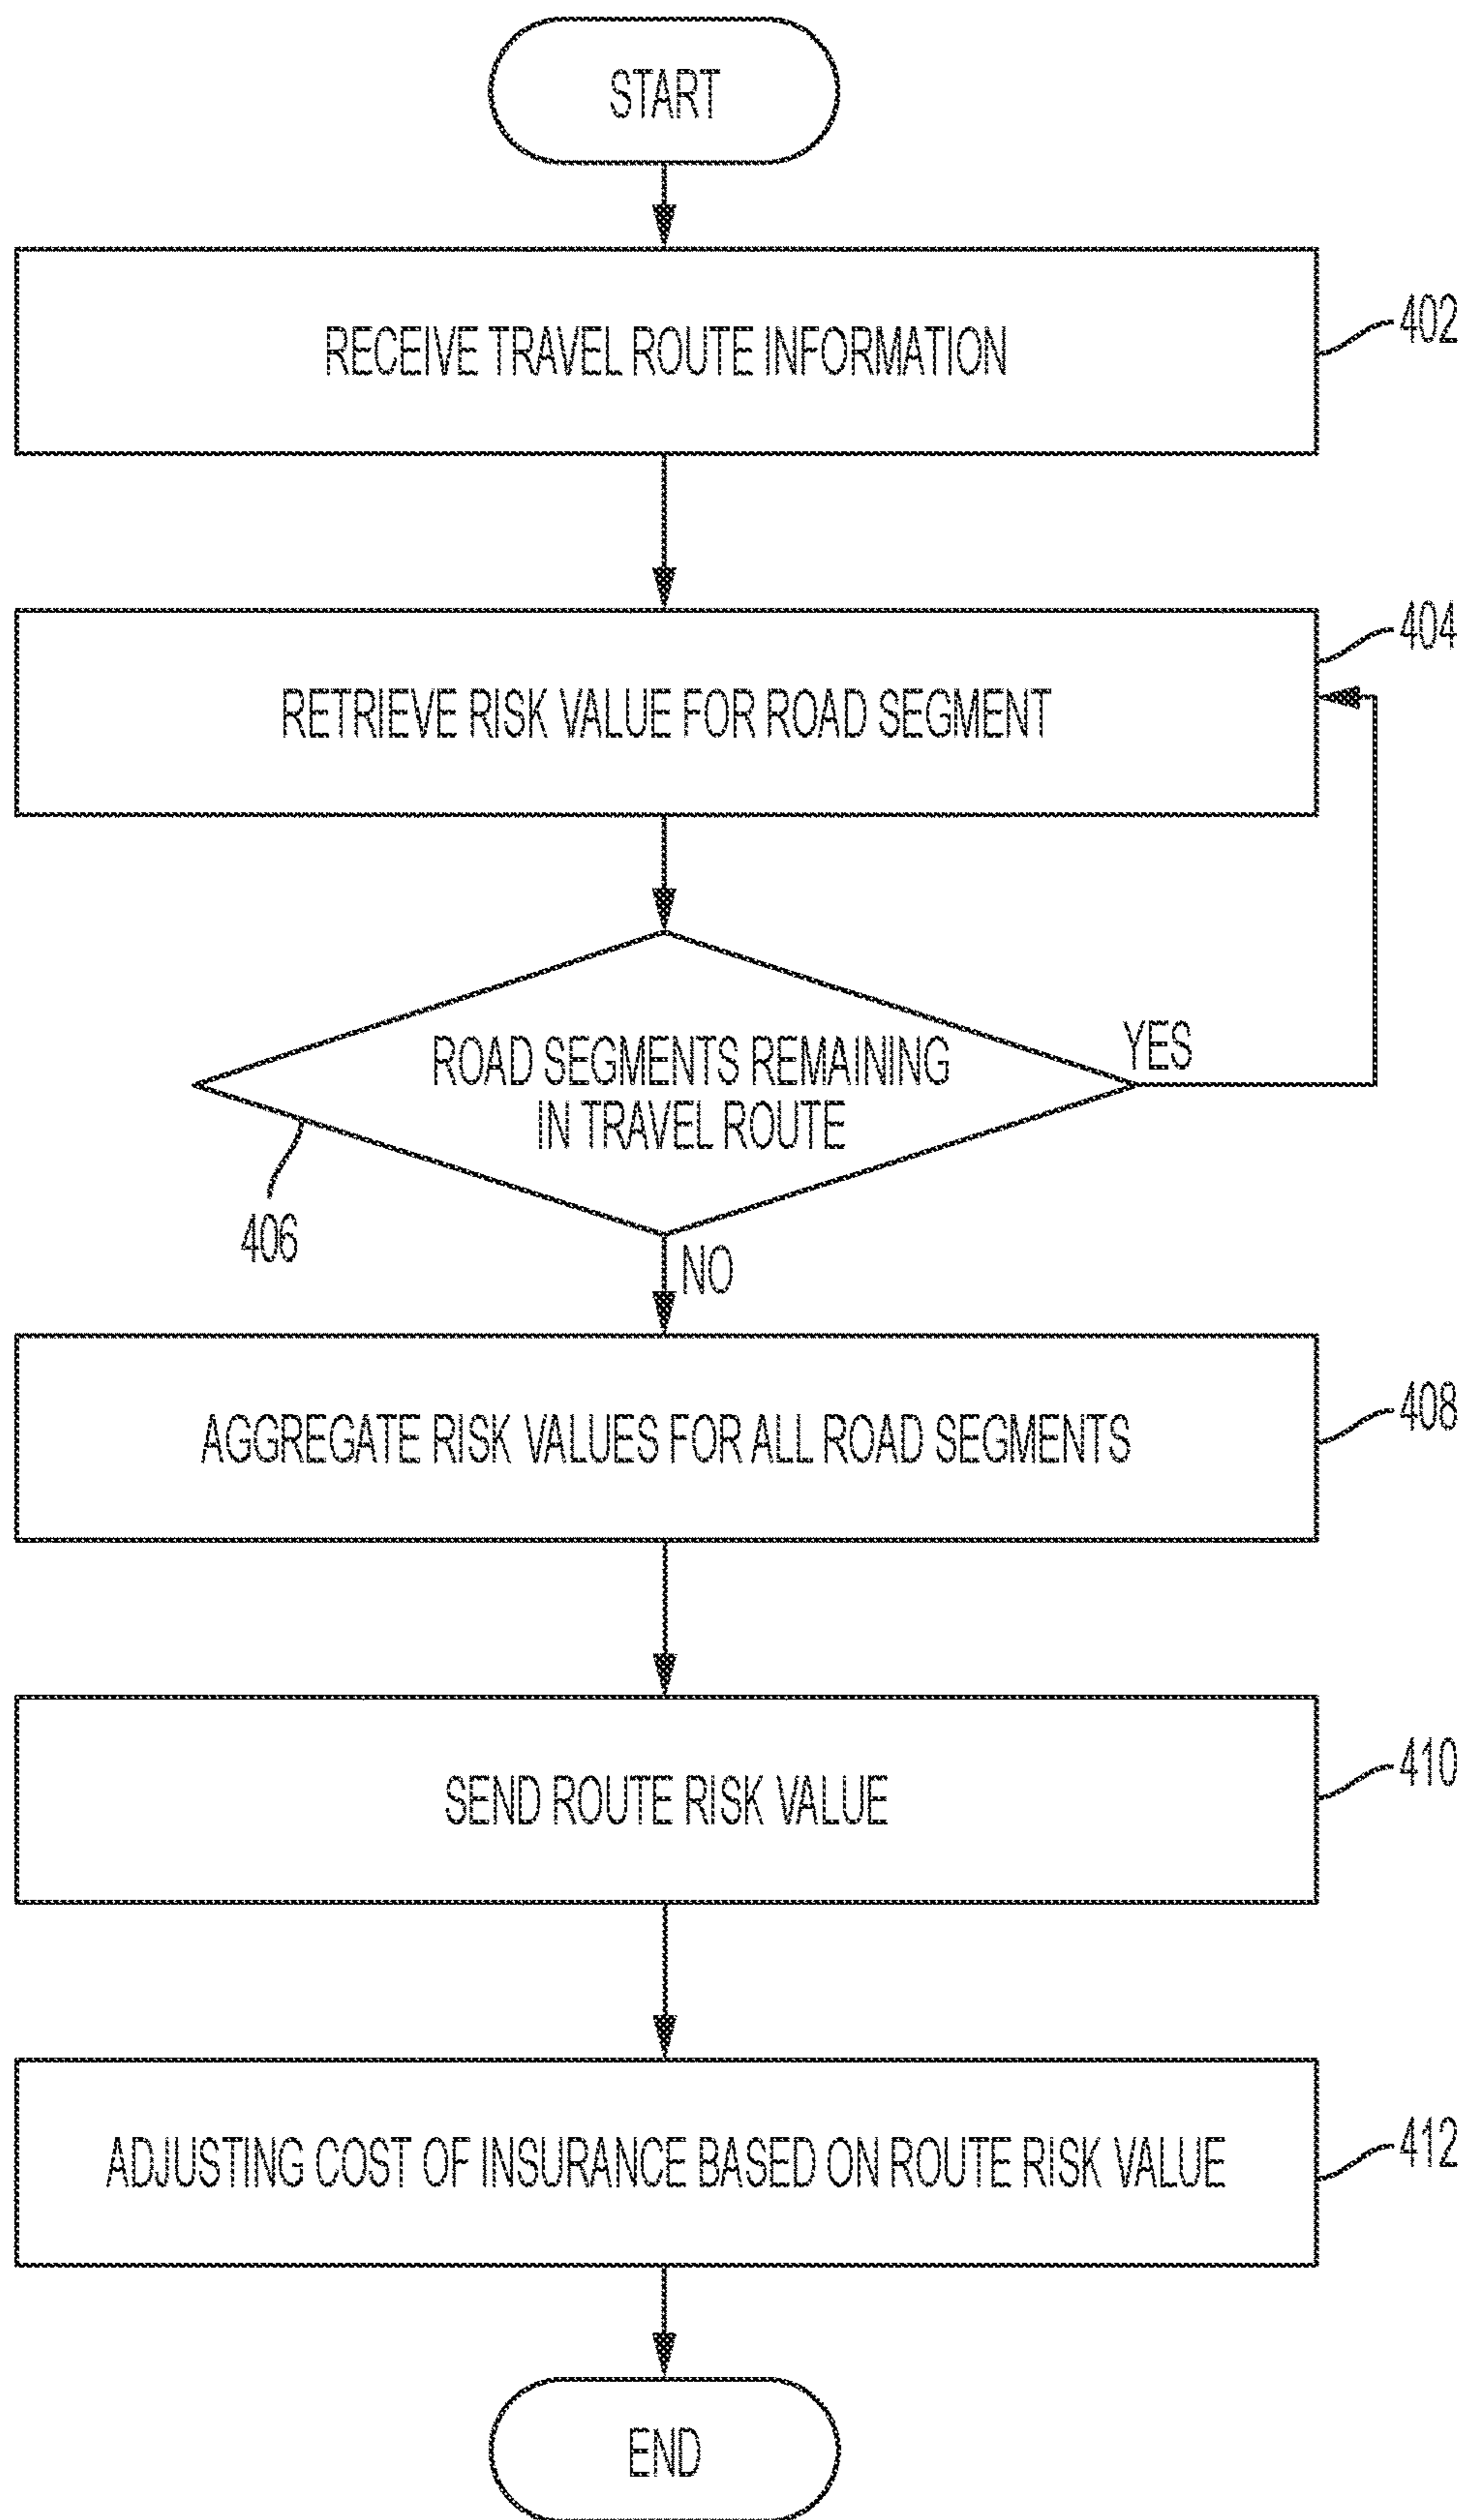 START
RECEIVE TRAVEL ROUTE INFORMATION
402
RETRIEVE RISK VALUE FOR ROAD SEGMENT
404
ROAD SEGMENTS REMAINING
IN TRAVEL ROUTE
YES
406
NO
AGGREGATE RISK VALUES FOR ALL ROAD SEGMENTS
408
SEND ROUTE RISK VALUE
410
ADJUSTING COST OF INSURANCE BASED ON ROUTE RISK VALUE
412
END